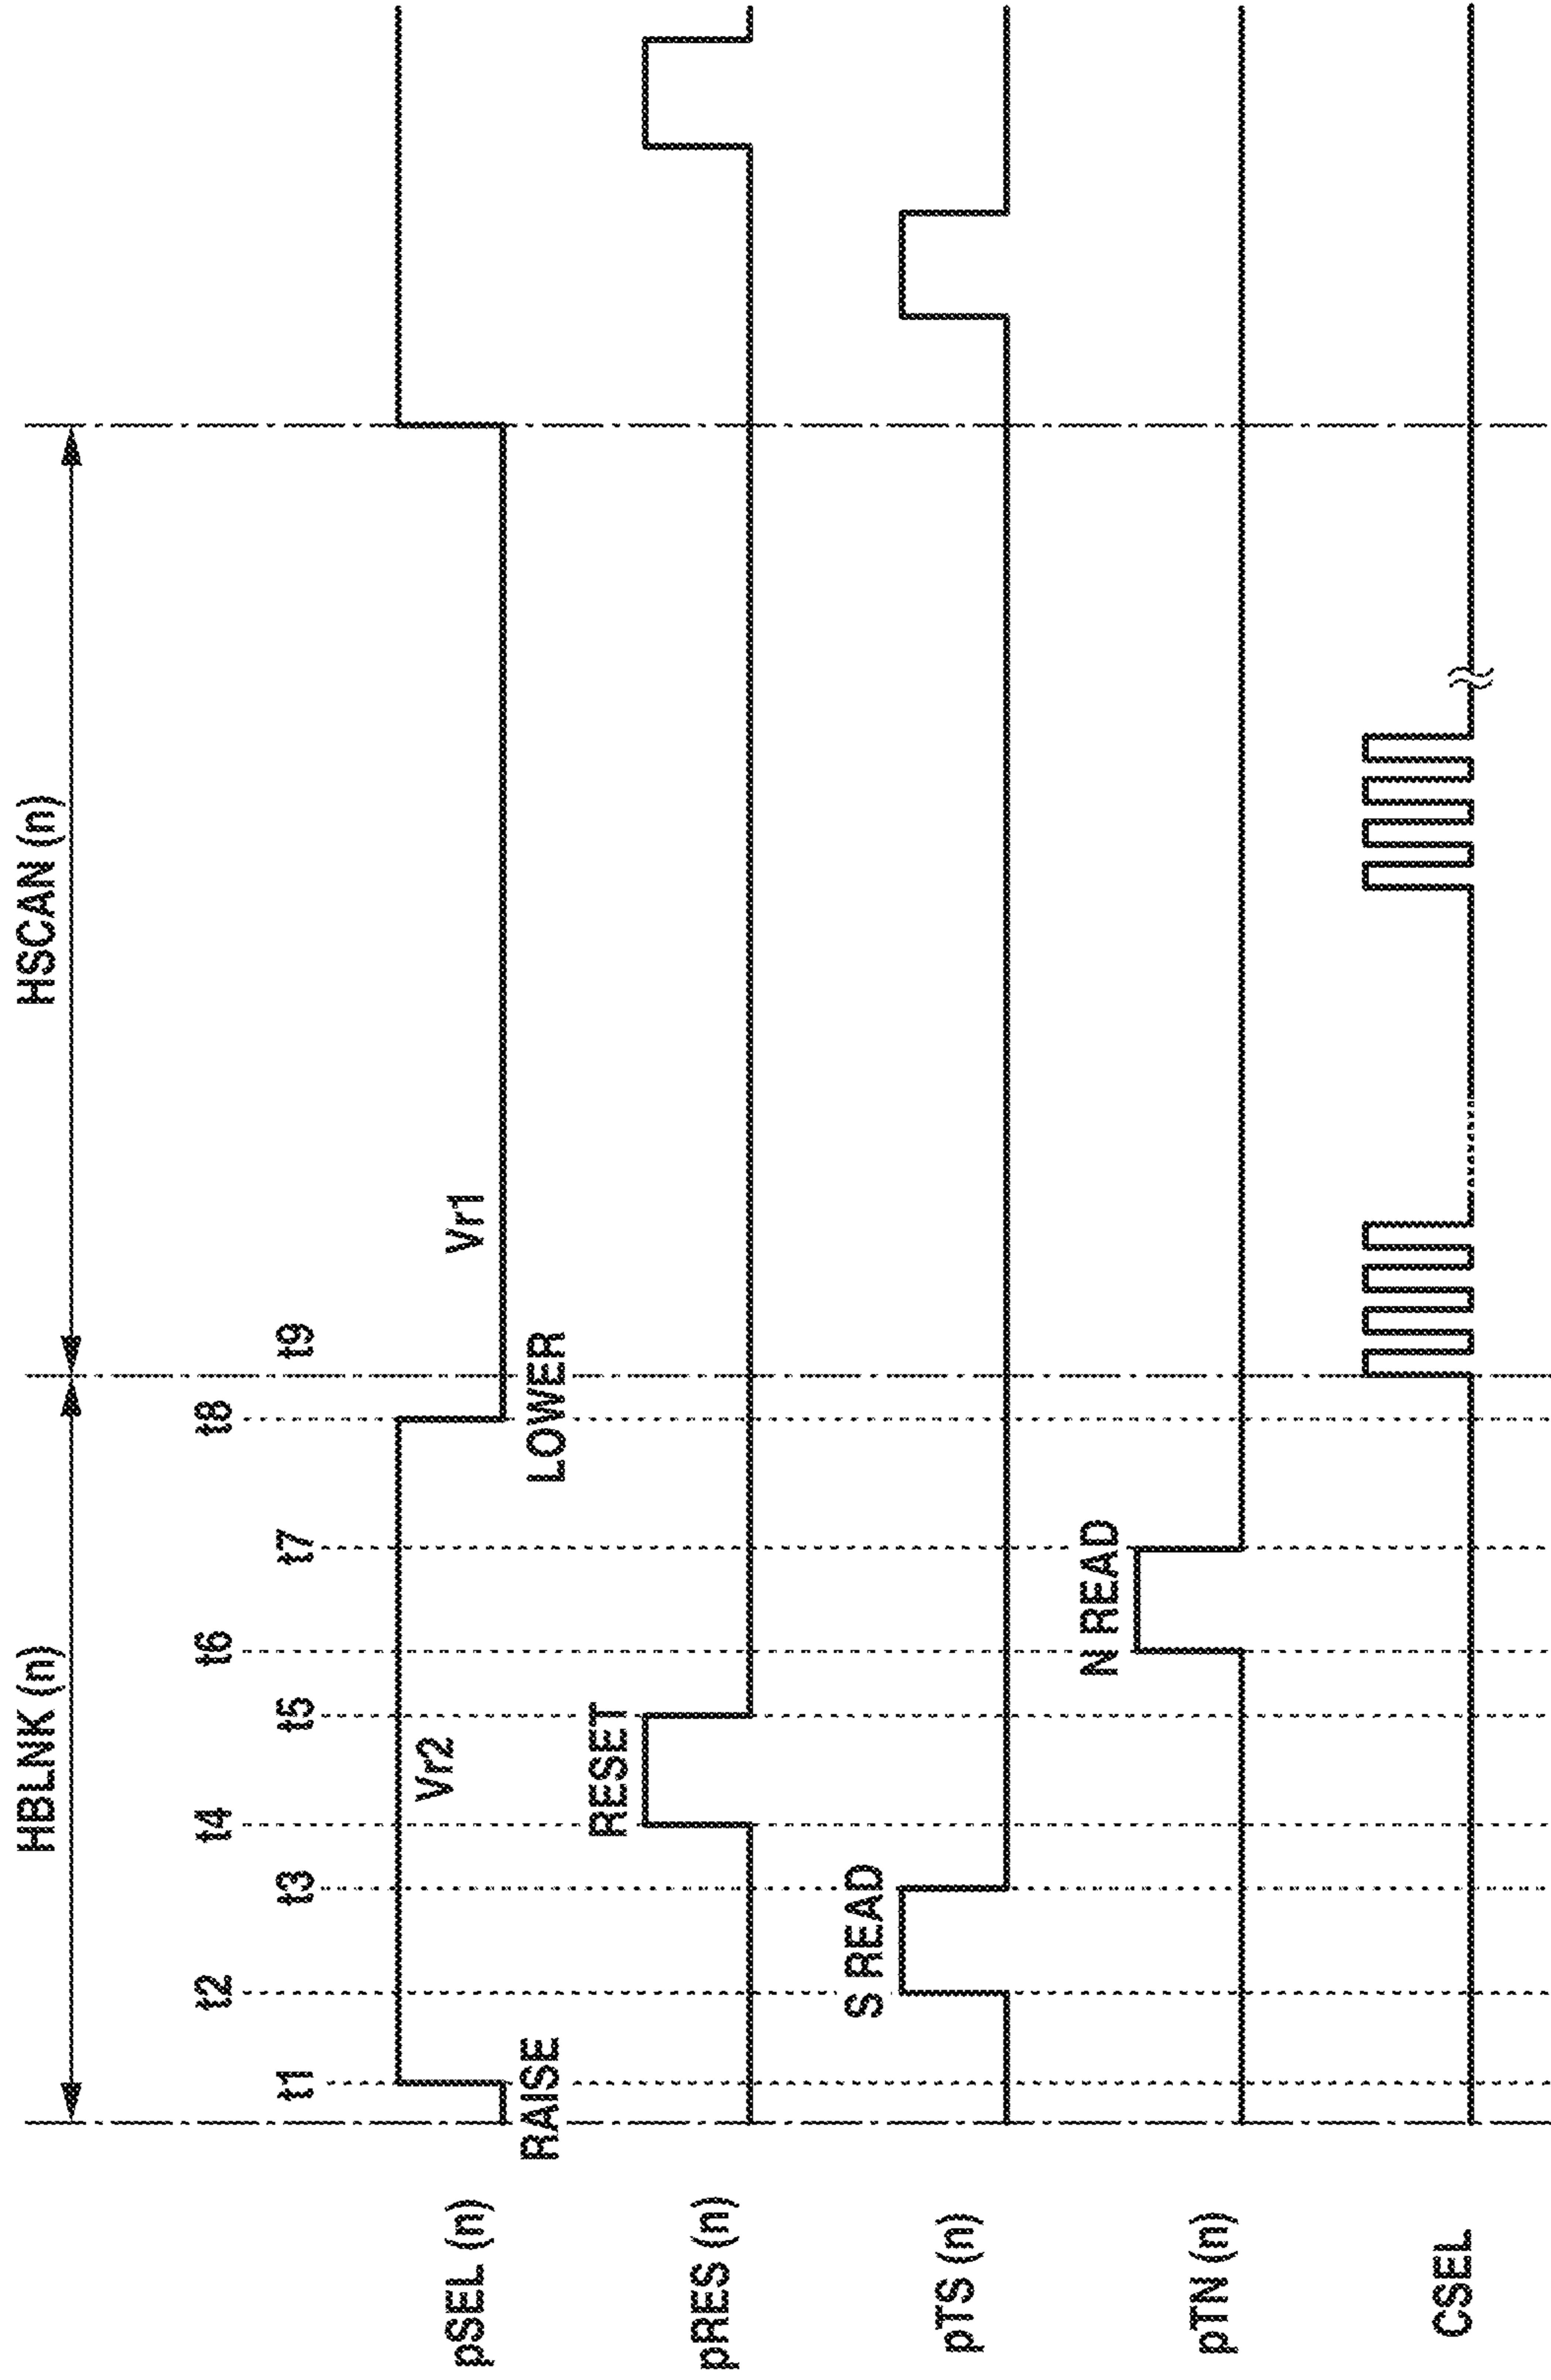 HBLNK (n)
HSCAN (n)
t1
t2
t3
t4
t5
t6
t7
t8
t9
pSEL (n)
RAISE
Vr2
LOWER
Vr1
pRES (n)
RESET
pTS (n)
S READ
pTN (n)
N READ
CSEL